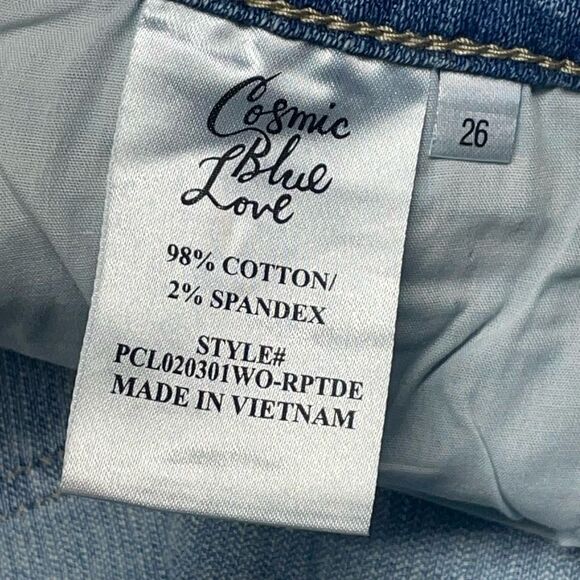 Cosmic
Blue
Love
98% COTTON/
2% SPANDEX
STYLE#
PCL020301WO-RPTDE
MADE IN VIETNAM
26